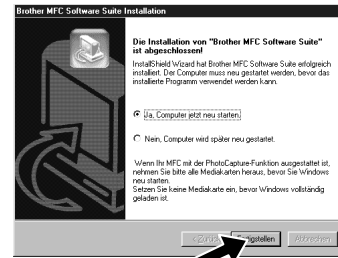 Brother MFC Software Suite Installation
Die Installation von "Brother MFC Software Suite"
ist abgeschlossen!
InstallShield Wizard hat Brother MFC Software Suite erfolgreich
installiert. Der Computer muss neu gestartet werden, bevor das
installierte Programm verwendet werden kann.
Ja, Computer jetzt neu starten.
Nein, Computer wird später neu gestartet.
Wenn Ihr MFC mit der PhotoCapture-Funktion ausgestattet ist,
nehmen Sie bitte alle Mediakarten heraus, bevor Sie Windows
neu starten.
Setzen Sie keine Mediakarte ein, bevor Windows vollständig
geladen ist.
Abbrechen